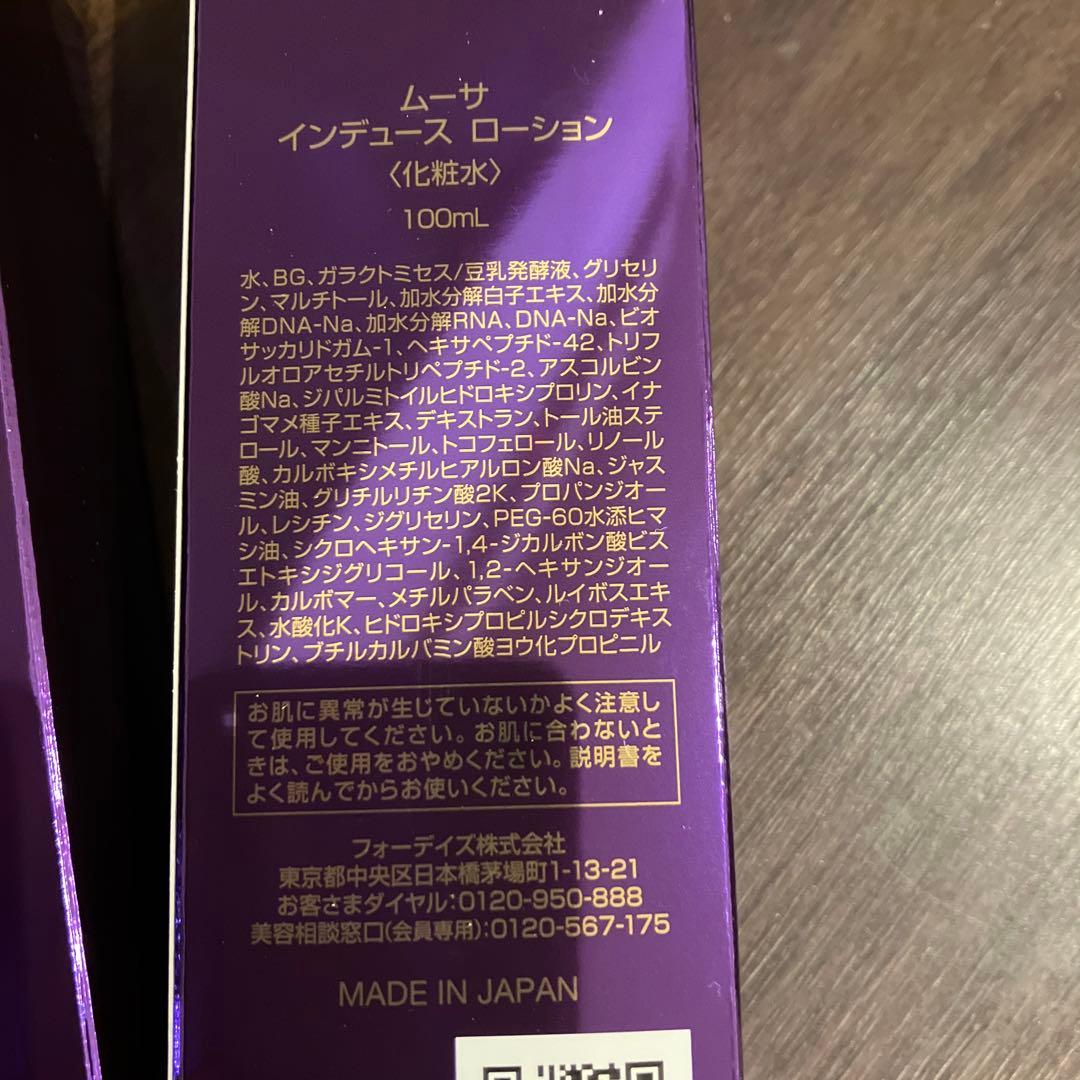 ムーサ
インデュース ローション
〈化粧水〉
100mL
水、BG、ガラクトミセス/豆乳発酵液、グリセリ
ン、マルチトール、加水分解白子エキス、加水分
解DNA-Na、加水分解RNA、DNA-Na、ビオ
サッカリドガム-1、ヘキサペプチド-42、トリフ
ルオロアセチルトリペプチド-2、アスコルビン
酸Na、ジパルミトイルヒドロキシプロリン、イナ
ゴマメ種子エキス、デキストラン、トール油ステ
ロール、マンニトール、トコフェロール、リノール
酸、カルボキシメチルヒアルロン酸Na、ジャス
ミン油、グリチルリチン酸2K、プロパンジオー
ル、レシチン、ジグリセリン、PEG-60水添ヒマ
シ油、シクロヘキサン-1,4-ジカルボン酸ビス
エトキシジグリコール、1,2-ヘキサンジオー
ル、カルボマー、メチルパラベン、ルイボスエキ
ス、水酸化K、ヒドロキシプロピルシクロデキス
トリン、ブチルカルバミン酸ヨウ化プロピニル
お肌に異常が生じていないかよく注意し
て使用してください。お肌に合わないと
きは、ご使用をおやめください。説明書を
よく読んでからお使いください。
フォーデイズ株式会社
東京都中央区日本橋茅場町1-13-21
お客さまダイヤル:0120-950-888
美容相談窓口(会員専用):0120-567-175
MADE IN JAPAN